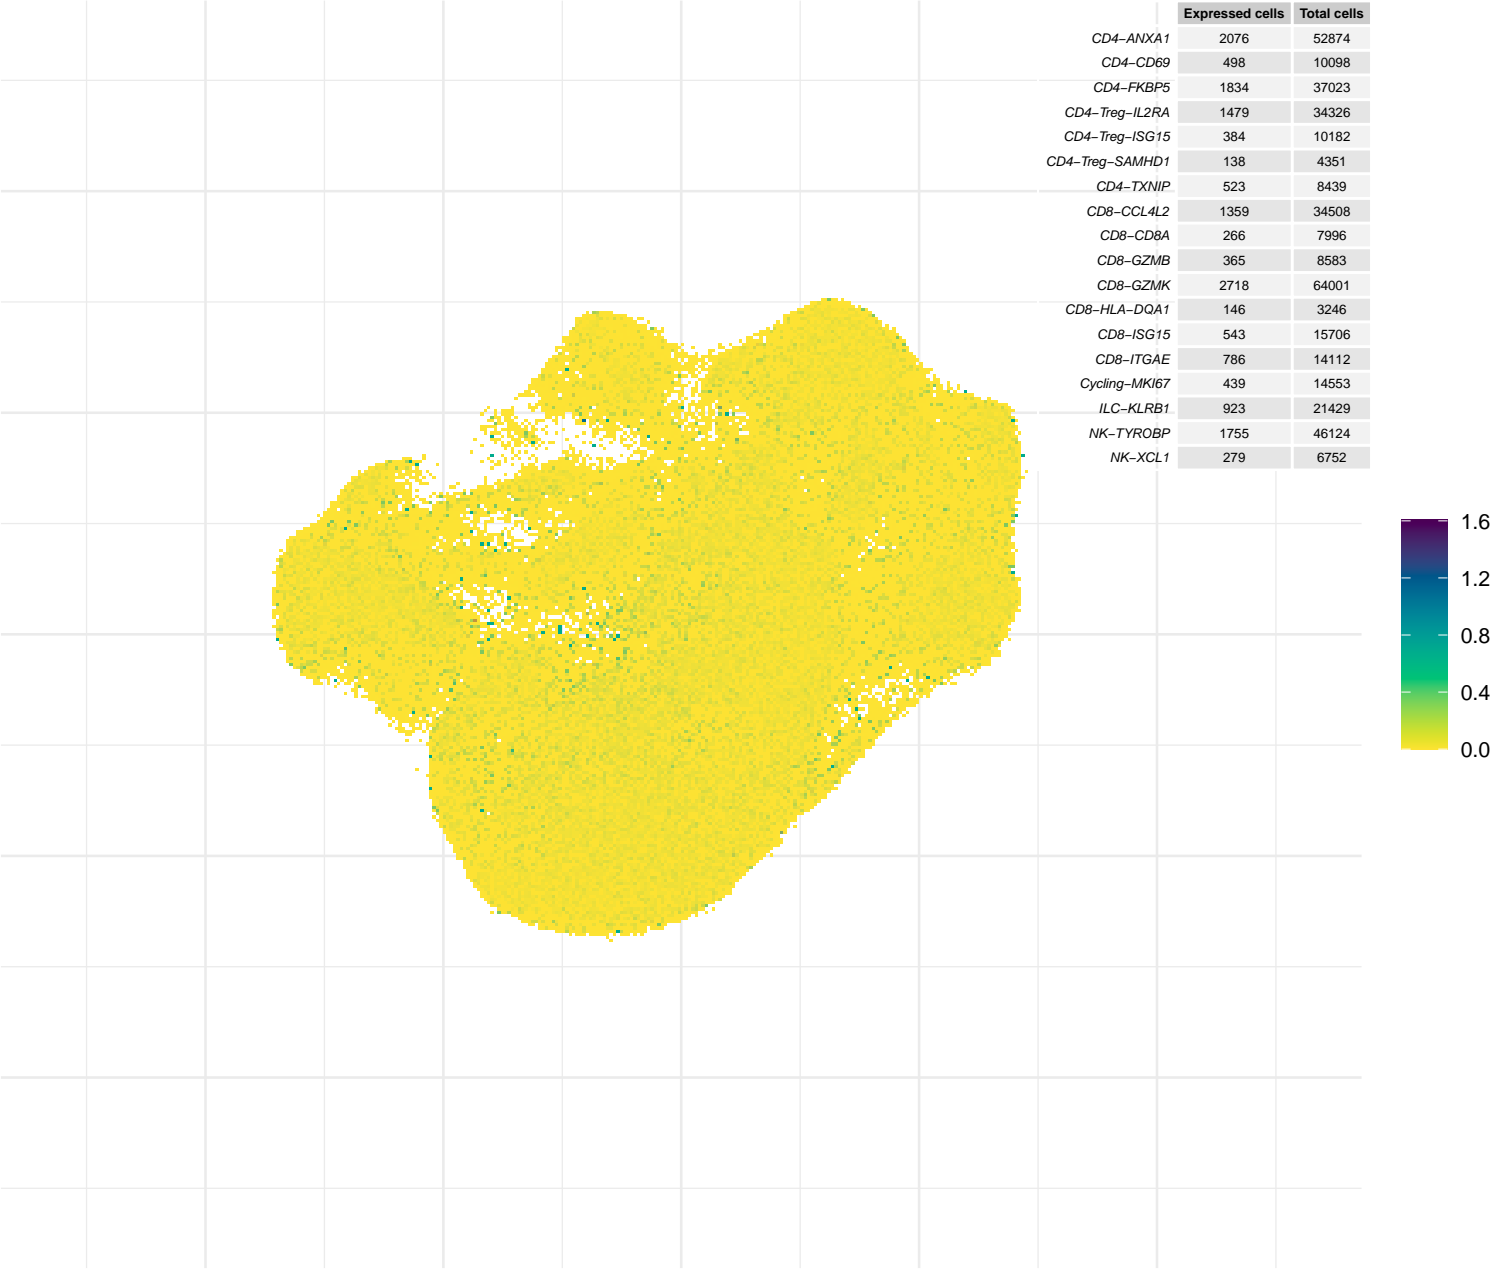 Expressed cells Total cells
CD4−ANXA1 2076 52874
CD4−CD69 498 10098
CD4−FKBP5 1834 37023
CD4−Treg−IL2RA 1479 34326
CD4−Treg−ISG15 384 10182
CD4−Treg−SAMHD1 138 4351
CD4−TXNIP 523 8439
CD8−CCL4L2 1359 34508
CD8−CD8A 266 7996
CD8−GZMB 365 8583
CD8−GZMK 2718 64001
CD8−HLA−DQA1 146 3246
CD8−ISG15 543 15706
CD8−ITGAE 786 14112
Cycling−MKI67 439 14553
ILC−KLRB1 923 21429
NK−TYROBP 1755 46124
NK−XCL1 279 6752
1.6
1.2
0.8
0.4
0.0